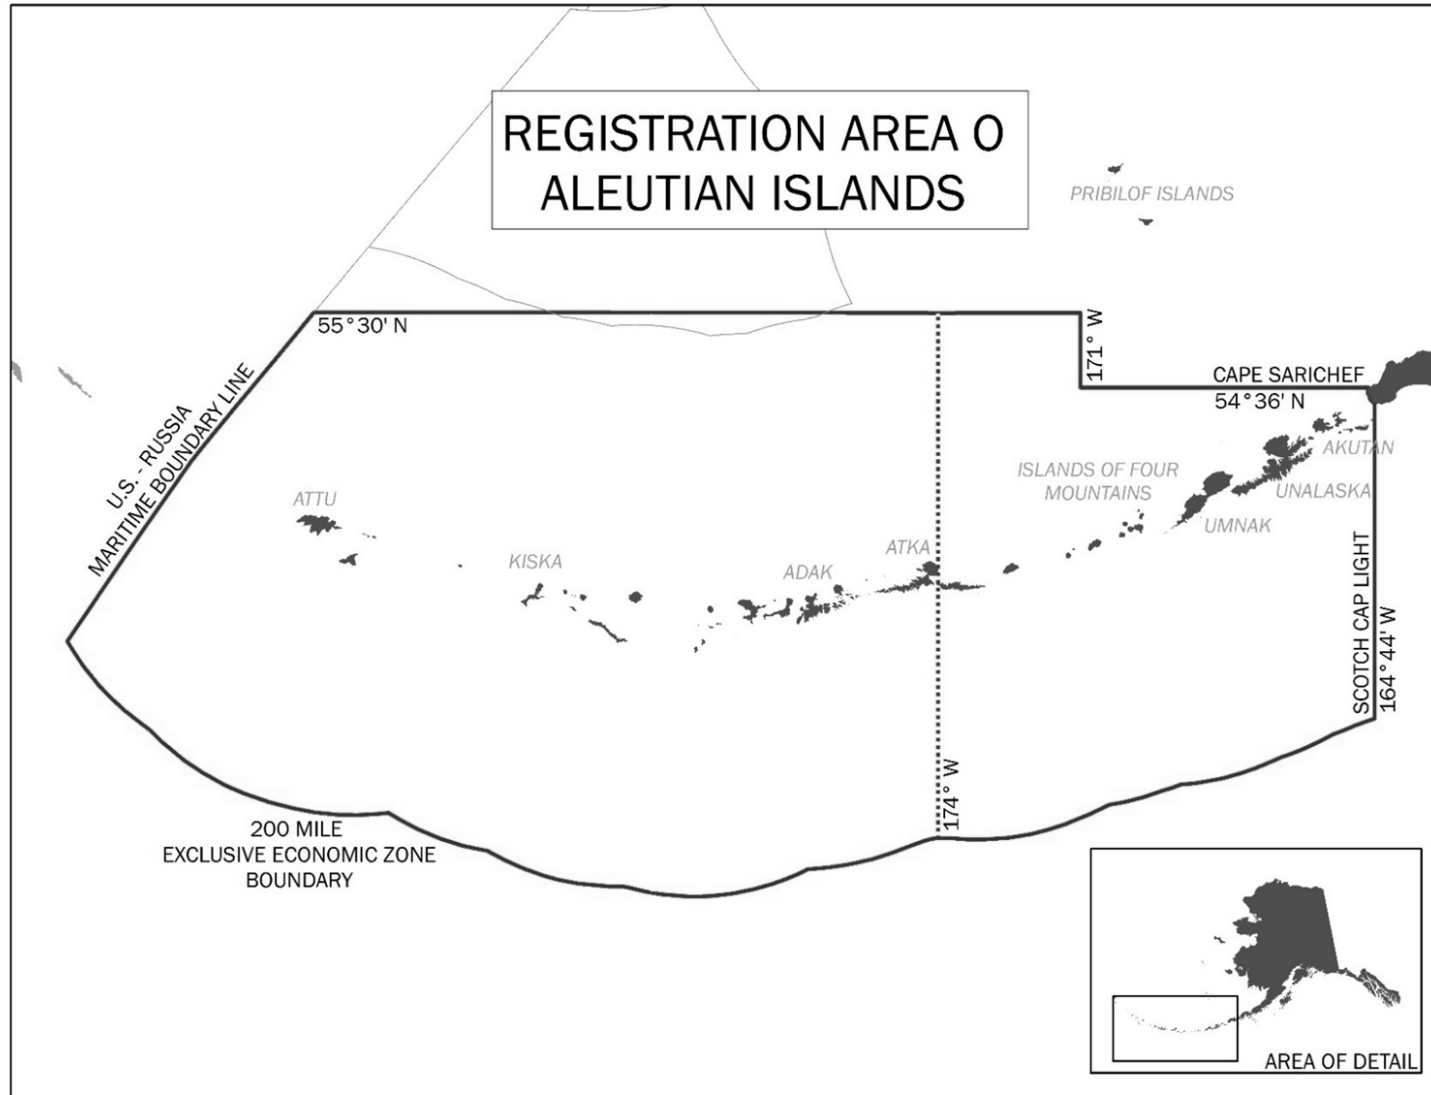 REGISTRATION AREA O
ALEUTIAN ISLANDS
PRIBILOF ISLANDS
55°30' N
171° W
CAPE SARICHEF
54°36' N
U.S. - RUSSIA
MARITIME BOUNDARY LINE
AKUTAN
ISLANDS OF FOUR
MOUNTAINS
UNALASKA
UMNAK
ATTU
KISKA
ADAK
ATKA
SCOTCH CAP LIGHT
164°44' W
174° W
200 MILE
EXCLUSIVE ECONOMIC ZONE
BOUNDARY
AREA OF DETAIL